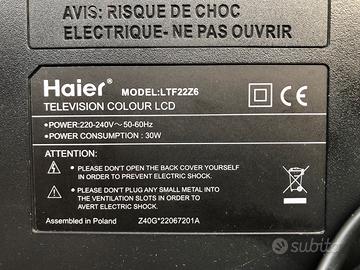 AVIS: RISQUE DE CHOC
ELECTRIQUE- NE PAS OUVRIR
Haier MODEL:LTF22Z6
TELEVISION COLOUR LCD
•POWER:220-240V～50-60Hz
•POWER CONSUMPTION : 30W
ATTENTION:
• PLEASE DON'T OPEN THE BACK COVER YOURSELF
IN ORDER TO PREVENT ELECTRIC SHOCK.
• PLEASE DON'T PLUG ANY SMALL METAL INTO
THE VENTILATION SLOTS IN ORDER TO
AVERT ELECTRIC SHOCK.
Assembled in Poland Z40G*22067201A
CE
subito